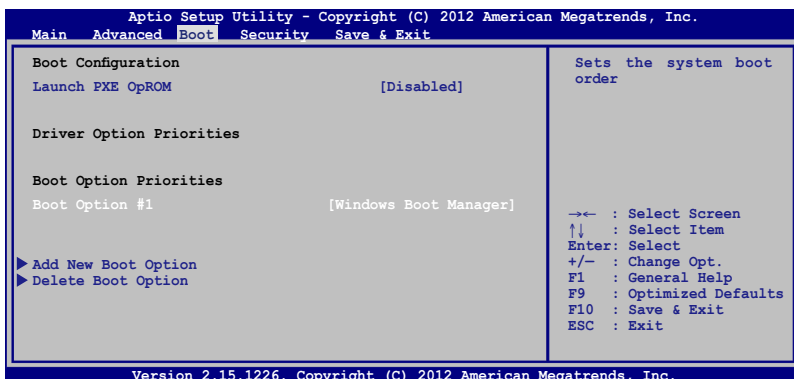 Aptio Setup Utility - Copyright (C) 2012 American Megatrends, Inc.
Main Advanced Boot Security Save & Exit
Boot Configuration
Launch PXE OpROM [Disabled]
Driver Option Priorities
Boot Option Priorities
Boot Option #1 [Windows Boot Manager]
Add New Boot Option
Delete Boot Option
Sets the system boot
order
→← : Select Screen
↑↓ : Select Item
Enter: Select
+/— : Change Opt.
F1 : General Help
F9 : Optimized Defaults
F10 : Save & Exit
ESC : Exit
Version 2.15.1226. Copyright (C) 2012 American Megatrends, Inc.